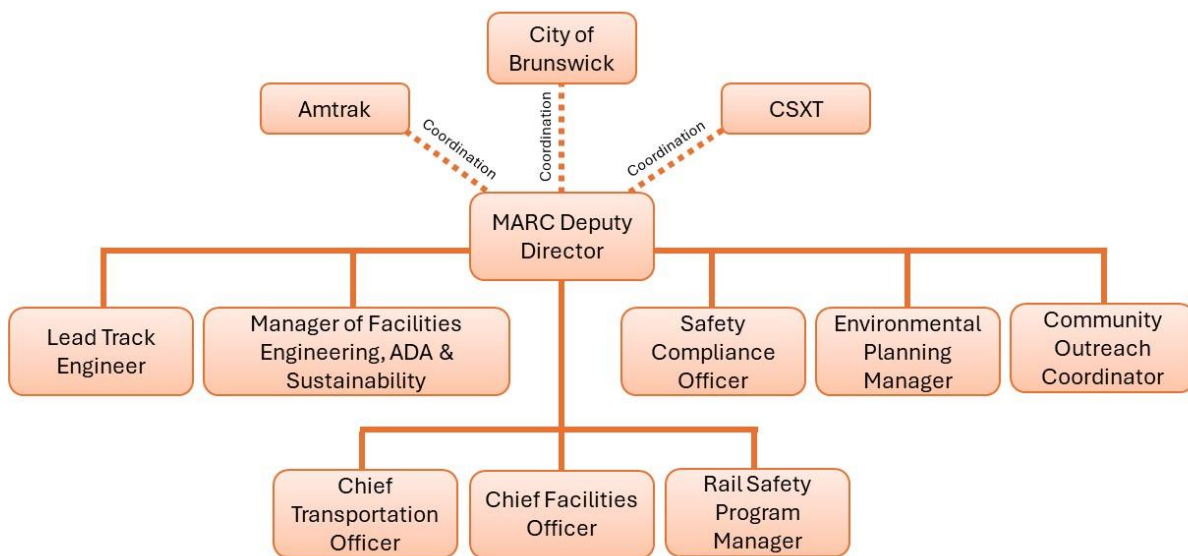 City of
Brunswick
Amtrak
CSXT
Coordination
Coordination
Coordination
MARC Deputy
Director
Lead Track
Engineer
Manager of Facilities
Engineering, ADA &
Sustainability
Safety
Compliance
Officer
Environmental
Planning
Manager
Community
Outreach
Coordinator
Chief
Transportation
Officer
Chief Facilities
Officer
Rail Safety
Program
Manager